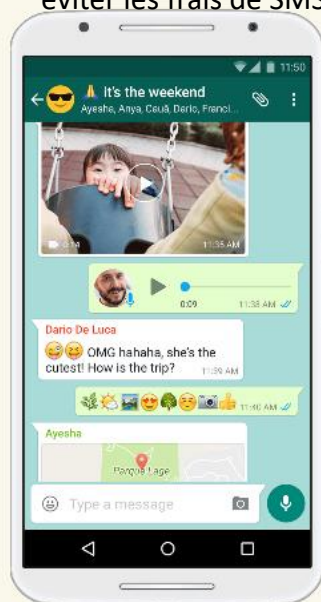 éviter les frais de SMS
11:50
It's the weekend
Ayesha, Anya, Cauã, Dario, Franci...
0:14
11:35 AM
0:09
11:38 AM
Dario De Luca
OMG hahaha, she's the
cutest! How is the trip?
11:39 AM
11:40 AM
Ayesha
Parque Lage
Type a message